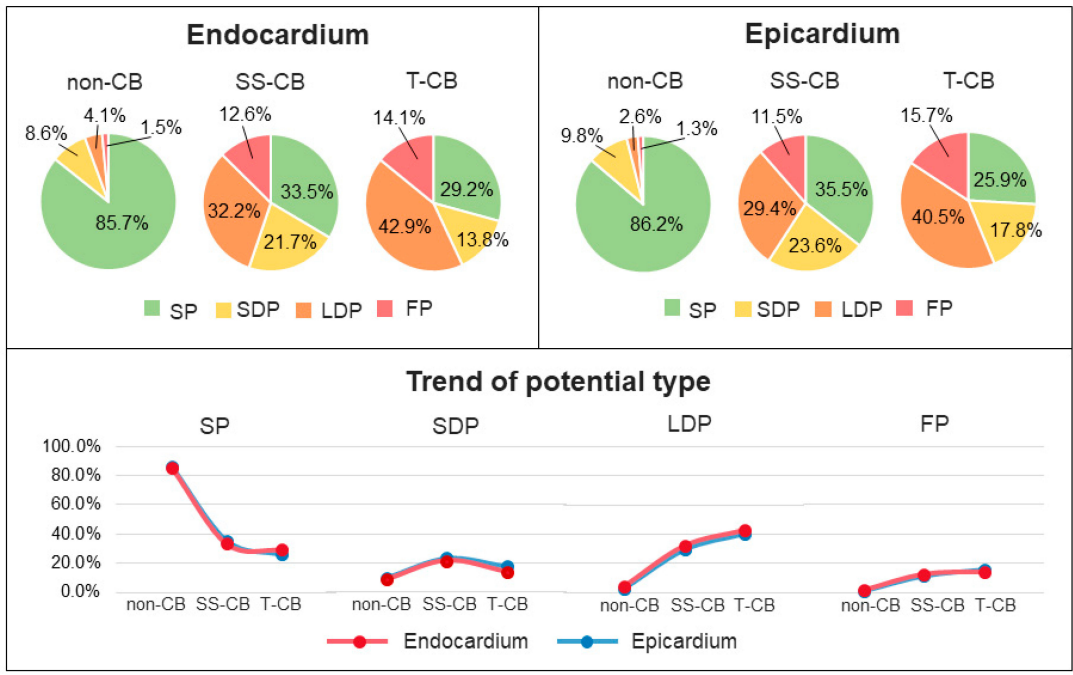 Endocardium
non-CB SS-CB T-CB
8.6% 4.1% 1.5% 85.7%
12.6% 33.5% 32.2% 21.7%
14.1% 29.2% 42.9% 13.8%
SP SDP LDP FP
Epicardium
non-CB SS-CB T-CB
9.8% 2.6% 1.3% 86.2%
11.5% 35.5% 29.4% 23.6%
15.7% 25.9% 40.5% 17.8%
SP SDP LDP FP
Trend of potential type
SP SDP LDP FP
100.0%
80.0%
60.0%
40.0%
20.0%
0.0%
non-CB SS-CB T-CB non-CB SS-CB T-CB non-CB SS-CB T-CB non-CB SS-CB T-CB
Endocardium Epicardium